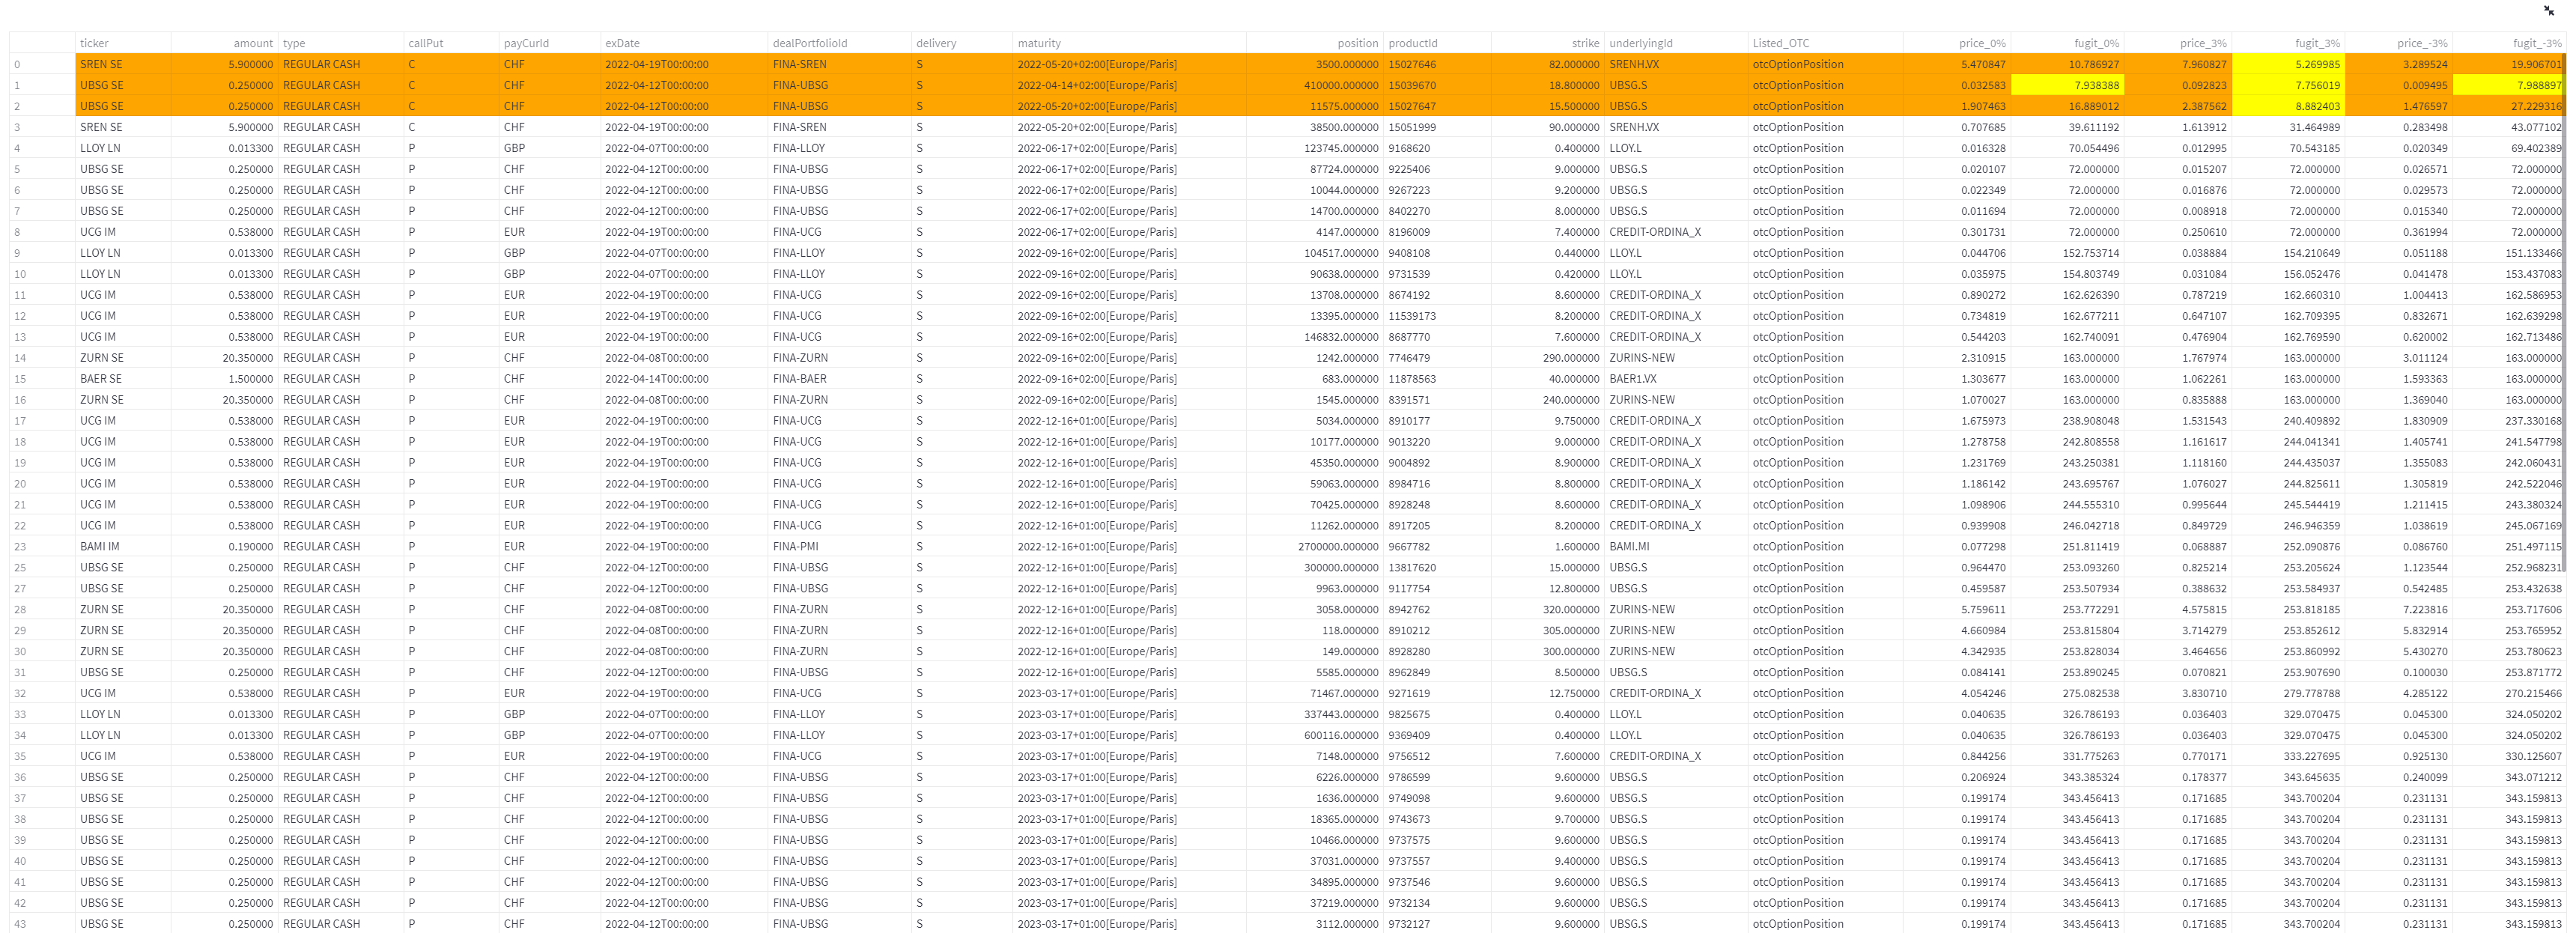 ticker amount type callPut payCurId exDate dealPortfolioId delivery maturity position productId strike underlyingId Listed_OTC price_0% fugit_0% price_3% fugit_3% price_-3% fugit_-3%
0 SREN SE 5.900000 REGULAR CASH C CHF 2022-04-19T00:00:00 FINA-SREN S 2022-05-20+02:00[Europe/Paris] 3500.000000 15027646 82.000000 SRENH.VX otcOptionPosition 5.470847 10.786927 7.960827 5.269985 3.289524 19.906701
1 UBSG SE 0.250000 REGULAR CASH C CHF 2022-04-12T00:00:00 FINA-UBSG S 2022-04-14+02:00[Europe/Paris] 410000.000000 15039670 18.800000 UBSG.S otcOptionPosition 0.032583 7.938388 0.092823 7.756019 0.009495 7.988897
2 UBSG SE 0.250000 REGULAR CASH C CHF 2022-04-12T00:00:00 FINA-UBSG S 2022-05-20+02:00[Europe/Paris] 11575.000000 15027647 15.500000 UBSG.S otcOptionPosition 1.907463 16.889012 2.387562 8.882403 1.476597 27.229316
3 SREN SE 5.900000 REGULAR CASH C CHF 2022-04-19T00:00:00 FINA-SREN S 2022-05-20+02:00[Europe/Paris] 38500.000000 15051999 90.000000 SRENH.VX otcOptionPosition 0.707685 39.611192 1.613912 31.464989 0.283498 43.077102
4 LLOY LN 0.013300 REGULAR CASH P GBP 2022-04-07T00:00:00 FINA-LLOY S 2022-06-17+02:00[Europe/Paris] 123745.000000 9168620 0.400000 LLOY.L otcOptionPosition 0.016328 70.054496 0.012995 70.543185 0.020349 69.402389
5 UBSG SE 0.250000 REGULAR CASH P CHF 2022-04-12T00:00:00 FINA-UBSG S 2022-06-17+02:00[Europe/Paris] 87724.000000 9225406 9.000000 UBSG.S otcOptionPosition 0.020107 72.000000 0.015207 72.000000 0.026571 72.000000
6 UBSG SE 0.250000 REGULAR CASH P CHF 2022-04-12T00:00:00 FINA-UBSG S 2022-06-17+02:00[Europe/Paris] 10044.000000 9267223 9.200000 UBSG.S otcOptionPosition 0.022349 72.000000 0.016876 72.000000 0.029573 72.000000
7 UBSG SE 0.250000 REGULAR CASH P CHF 2022-04-12T00:00:00 FINA-UBSG S 2022-06-17+02:00[Europe/Paris] 14700.000000 8402270 8.000000 UBSG.S otcOptionPosition 0.011694 72.000000 0.008918 72.000000 0.015340 72.000000
8 UCG IM 0.538000 REGULAR CASH P EUR 2022-04-19T00:00:00 FINA-UCG S 2022-06-17+02:00[Europe/Paris] 4147.000000 8196009 7.400000 CREDIT-ORDINA_X otcOptionPosition 0.301731 72.000000 0.250610 72.000000 0.361994 72.000000
9 LLOY LN 0.013300 REGULAR CASH P GBP 2022-04-07T00:00:00 FINA-LLOY S 2022-09-16+02:00[Europe/Paris] 104517.000000 9408108 0.440000 LLOY.L otcOptionPosition 0.044706 152.753714 0.038884 154.210649 0.051188 151.133466
10 LLOY LN 0.013300 REGULAR CASH P GBP 2022-04-07T00:00:00 FINA-LLOY S 2022-09-16+02:00[Europe/Paris] 90638.000000 9731539 0.420000 LLOY.L otcOptionPosition 0.035975 154.803749 0.031084 156.052476 0.041478 153.437083
11 UCG IM 0.538000 REGULAR CASH P EUR 2022-04-19T00:00:00 FINA-UCG S 2022-09-16+02:00[Europe/Paris] 13708.000000 8674192 8.600000 CREDIT-ORDINA_X otcOptionPosition 0.890272 162.626390 0.787219 162.660310 1.004413 162.586953
12 UCG IM 0.538000 REGULAR CASH P EUR 2022-04-19T00:00:00 FINA-UCG S 2022-09-16+02:00[Europe/Paris] 13395.000000 11539173 8.200000 CREDIT-ORDINA_X otcOptionPosition 0.734819 162.677211 0.647107 162.709395 0.832671 162.639298
13 UCG IM 0.538000 REGULAR CASH P EUR 2022-04-19T00:00:00 FINA-UCG S 2022-09-16+02:00[Europe/Paris] 146832.000000 8687770 7.600000 CREDIT-ORDINA_X otcOptionPosition 0.544203 162.740091 0.476904 162.769590 0.620002 162.713486
14 ZURN SE 20.350000 REGULAR CASH P CHF 2022-04-08T00:00:00 FINA-ZURN S 2022-09-16+02:00[Europe/Paris] 1242.000000 7746479 290.000000 ZURINS-NEW otcOptionPosition 2.310915 163.000000 1.767974 163.000000 3.011124 163.000000
15 BAER SE 1.500000 REGULAR CASH P CHF 2022-04-14T00:00:00 FINA-BAER S 2022-09-16+02:00[Europe/Paris] 683.000000 11878563 40.000000 BAER1.VX otcOptionPosition 1.303677 163.000000 1.062261 163.000000 1.593363 163.000000
16 ZURN SE 20.350000 REGULAR CASH P CHF 2022-04-08T00:00:00 FINA-ZURN S 2022-09-16+02:00[Europe/Paris] 1545.000000 8391571 240.000000 ZURINS-NEW otcOptionPosition 1.070027 163.000000 0.835888 163.000000 1.369040 163.000000
17 UCG IM 0.538000 REGULAR CASH P EUR 2022-04-19T00:00:00 FINA-UCG S 2022-12-16+01:00[Europe/Paris] 5034.000000 8910177 9.750000 CREDIT-ORDINA_X otcOptionPosition 1.675973 238.908048 1.531543 240.409892 1.830909 237.330168
18 UCG IM 0.538000 REGULAR CASH P EUR 2022-04-19T00:00:00 FINA-UCG S 2022-12-16+01:00[Europe/Paris] 10177.000000 9013220 9.000000 CREDIT-ORDINA_X otcOptionPosition 1.278758 242.808558 1.161617 244.041341 1.405741 241.547798
19 UCG IM 0.538000 REGULAR CASH P EUR 2022-04-19T00:00:00 FINA-UCG S 2022-12-16+01:00[Europe/Paris] 45350.000000 9004892 8.900000 CREDIT-ORDINA_X otcOptionPosition 1.231769 243.250381 1.118160 244.435037 1.355083 242.060431
20 UCG IM 0.538000 REGULAR CASH P EUR 2022-04-19T00:00:00 FINA-UCG S 2022-12-16+01:00[Europe/Paris] 59063.000000 8984716 8.800000 CREDIT-ORDINA_X otcOptionPosition 1.186142 243.695767 1.076027 244.825611 1.305819 242.522046
21 UCG IM 0.538000 REGULAR CASH P EUR 2022-04-19T00:00:00 FINA-UCG S 2022-12-16+01:00[Europe/Paris] 70425.000000 8928248 8.600000 CREDIT-ORDINA_X otcOptionPosition 1.098906 244.555310 0.995644 245.544419 1.211415 243.380324
22 UCG IM 0.538000 REGULAR CASH P EUR 2022-04-19T00:00:00 FINA-UCG S 2022-12-16+01:00[Europe/Paris] 11262.000000 8917205 8.200000 CREDIT-ORDINA_X otcOptionPosition 0.939908 246.042718 0.849729 246.946359 1.038619 245.067169
23 BAMI IM 0.190000 REGULAR CASH P EUR 2022-04-19T00:00:00 FINA-PMI S 2022-12-16+01:00[Europe/Paris] 2700000.000000 9667782 1.600000 BAMI.MI otcOptionPosition 0.077298 251.811419 0.068887 252.090876 0.086760 251.497115
25 UBSG SE 0.250000 REGULAR CASH P CHF 2022-04-12T00:00:00 FINA-UBSG S 2022-12-16+01:00[Europe/Paris] 300000.000000 13817620 15.000000 UBSG.S otcOptionPosition 0.964470 253.093260 0.825214 253.205624 1.123544 252.968231
27 UBSG SE 0.250000 REGULAR CASH P CHF 2022-04-12T00:00:00 FINA-UBSG S 2022-12-16+01:00[Europe/Paris] 9963.000000 9117754 12.800000 UBSG.S otcOptionPosition 0.459587 253.507934 0.388632 253.584937 0.542485 253.432638
28 ZURN SE 20.350000 REGULAR CASH P CHF 2022-04-08T00:00:00 FINA-ZURN S 2022-12-16+01:00[Europe/Paris] 3058.000000 8942762 320.000000 ZURINS-NEW otcOptionPosition 5.759611 253.772291 4.575815 253.818185 7.223816 253.717606
29 ZURN SE 20.350000 REGULAR CASH P CHF 2022-04-08T00:00:00 FINA-ZURN S 2022-12-16+01:00[Europe/Paris] 118.000000 8910212 305.000000 ZURINS-NEW otcOptionPosition 4.660984 253.815804 3.714279 253.852612 5.832914 253.765952
30 ZURN SE 20.350000 REGULAR CASH P CHF 2022-04-08T00:00:00 FINA-ZURN S 2022-12-16+01:00[Europe/Paris] 149.000000 8928280 300.000000 ZURINS-NEW otcOptionPosition 4.342935 253.828034 3.464656 253.860992 5.430270 253.780623
31 UBSG SE 0.250000 REGULAR CASH P CHF 2022-04-12T00:00:00 FINA-UBSG S 2022-12-16+01:00[Europe/Paris] 5585.000000 8962849 8.500000 UBSG.S otcOptionPosition 0.084141 253.890245 0.070821 253.907690 0.100030 253.871772
32 UCG IM 0.538000 REGULAR CASH P EUR 2022-04-19T00:00:00 FINA-UCG S 2023-03-17+01:00[Europe/Paris] 71467.000000 9271619 12.750000 CREDIT-ORDINA_X otcOptionPosition 4.054246 275.082538 3.830710 279.778788 4.285122 270.215466
33 LLOY LN 0.013300 REGULAR CASH P GBP 2022-04-07T00:00:00 FINA-LLOY S 2023-03-17+01:00[Europe/Paris] 337443.000000 9825675 0.400000 LLOY.L otcOptionPosition 0.040635 326.786193 0.036403 329.070475 0.045300 324.050202
34 LLOY LN 0.013300 REGULAR CASH P GBP 2022-04-07T00:00:00 FINA-LLOY S 2023-03-17+01:00[Europe/Paris] 600116.000000 9369409 0.400000 LLOY.L otcOptionPosition 0.040635 326.786193 0.036403 329.070475 0.045300 324.050202
35 UCG IM 0.538000 REGULAR CASH P EUR 2022-04-19T00:00:00 FINA-UCG S 2023-03-17+01:00[Europe/Paris] 7148.000000 9756512 7.600000 CREDIT-ORDINA_X otcOptionPosition 0.844256 331.775263 0.770171 333.227695 0.925130 330.125607
36 UBSG SE 0.250000 REGULAR CASH P CHF 2022-04-12T00:00:00 FINA-UBSG S 2023-03-17+01:00[Europe/Paris] 6226.000000 9786599 9.600000 UBSG.S otcOptionPosition 0.206924 343.385324 0.178377 343.645635 0.240099 343.071212
37 UBSG SE 0.250000 REGULAR CASH P CHF 2022-04-12T00:00:00 FINA-UBSG S 2023-03-17+01:00[Europe/Paris] 1636.000000 9749098 9.600000 UBSG.S otcOptionPosition 0.199174 343.456413 0.171685 343.700204 0.231131 343.159813
38 UBSG SE 0.250000 REGULAR CASH P CHF 2022-04-12T00:00:00 FINA-UBSG S 2023-03-17+01:00[Europe/Paris] 18365.000000 9743673 9.700000 UBSG.S otcOptionPosition 0.199174 343.456413 0.171685 343.700204 0.231131 343.159813
39 UBSG SE 0.250000 REGULAR CASH P CHF 2022-04-12T00:00:00 FINA-UBSG S 2023-03-17+01:00[Europe/Paris] 10466.000000 9737575 9.600000 UBSG.S otcOptionPosition 0.199174 343.456413 0.171685 343.700204 0.231131 343.159813
40 UBSG SE 0.250000 REGULAR CASH P CHF 2022-04-12T00:00:00 FINA-UBSG S 2023-03-17+01:00[Europe/Paris] 37031.000000 9737557 9.400000 UBSG.S otcOptionPosition 0.199174 343.456413 0.171685 343.700204 0.231131 343.159813
41 UBSG SE 0.250000 REGULAR CASH P CHF 2022-04-12T00:00:00 FINA-UBSG S 2023-03-17+01:00[Europe/Paris] 34895.000000 9737546 9.600000 UBSG.S otcOptionPosition 0.199174 343.456413 0.171685 343.700204 0.231131 343.159813
42 UBSG SE 0.250000 REGULAR CASH P CHF 2022-04-12T00:00:00 FINA-UBSG S 2023-03-17+01:00[Europe/Paris] 37219.000000 9732134 9.600000 UBSG.S otcOptionPosition 0.199174 343.456413 0.171685 343.700204 0.231131 343.159813
43 UBSG SE 0.250000 REGULAR CASH P CHF 2022-04-12T00:00:00 FINA-UBSG S 2023-03-17+01:00[Europe/Paris] 3112.000000 9732127 9.600000 UBSG.S otcOptionPosition 0.199174 343.456413 0.171685 343.700204 0.231131 343.159813